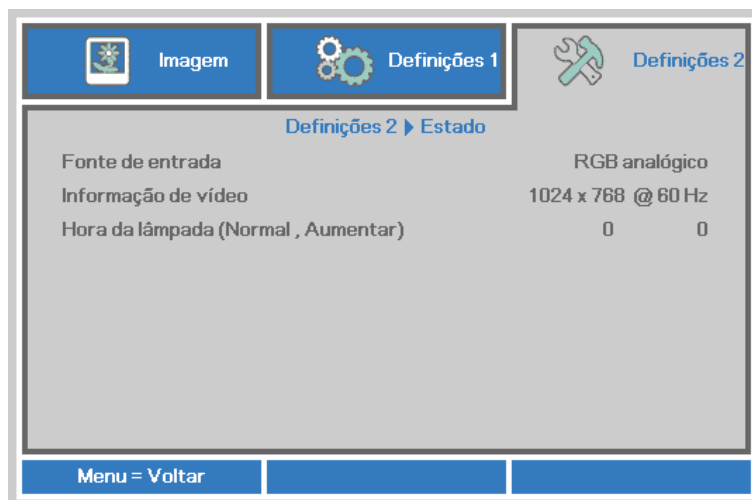 Imagem Definições 1 Definições 2
Definições 2 ▶ Estado
Fonte de entrada RGB analógico
Informação de vídeo 1024 x 768 @ 60 Hz
Hora da lâmpada (Normal , Aumentar) 0 0
Menu = Voltar